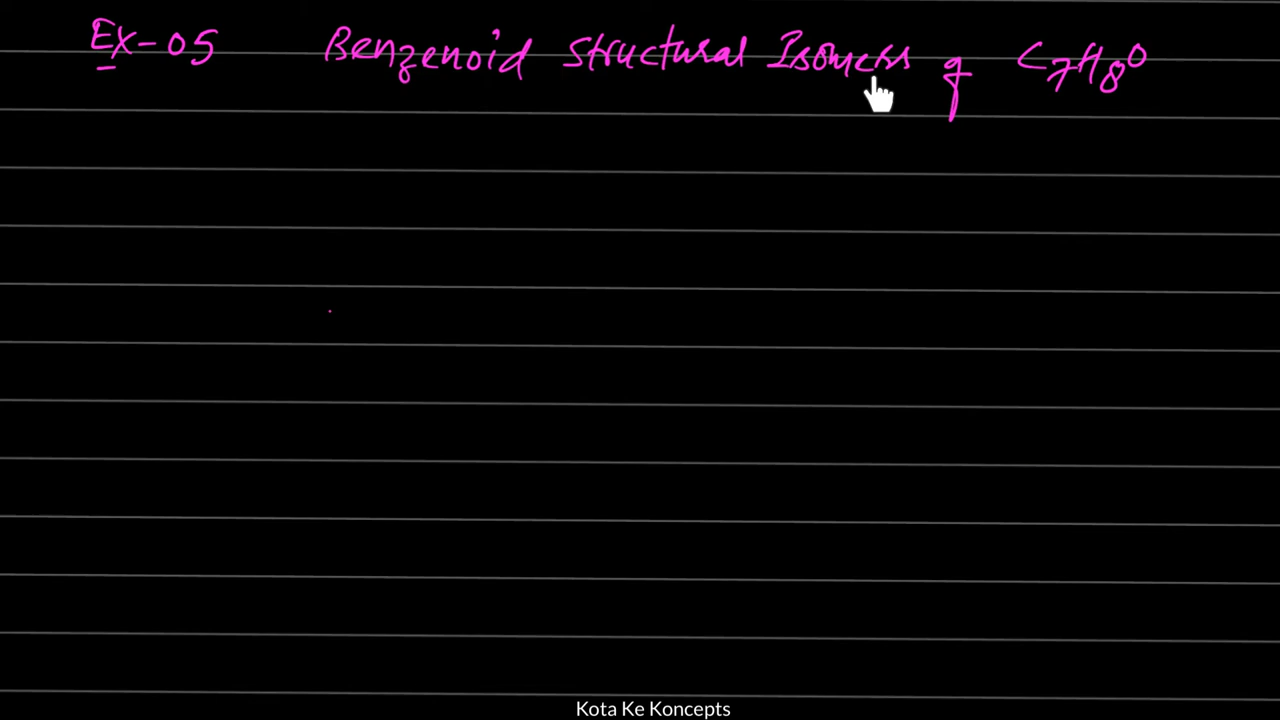 Ex-05 Benzenoid Structural Isomers of C₇H₈O
Kota Ke Koncepts